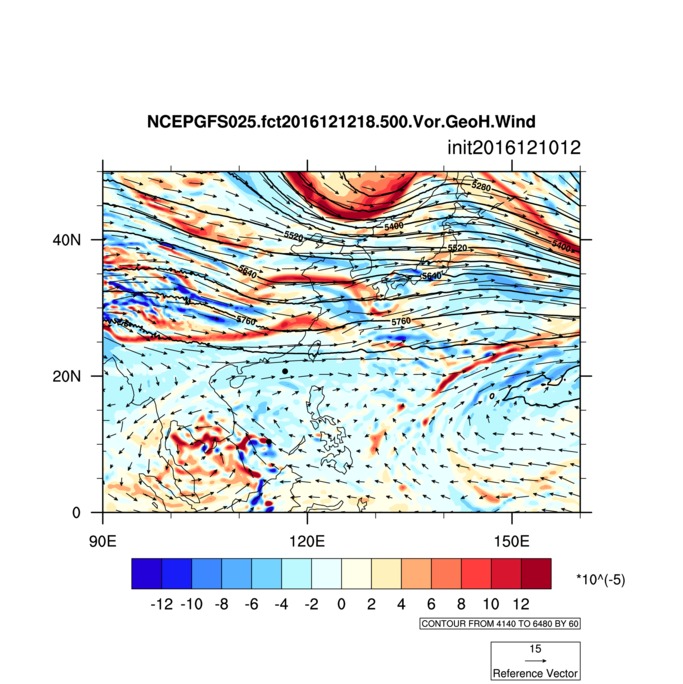 NCEPGFS025.fct2016121218.500.Vor.GeoH.Wind
init2016121012
5280
5400
5520
5520
5400
5640
5640
5760
5760
40N
20N
0
90E 120E 150E
-12 -10 -8 -6 -4 -2 0 2 4 6 8 10 12
*10^(-5)
CONTOUR FROM 4140 TO 6480 BY 60
15
Reference Vector